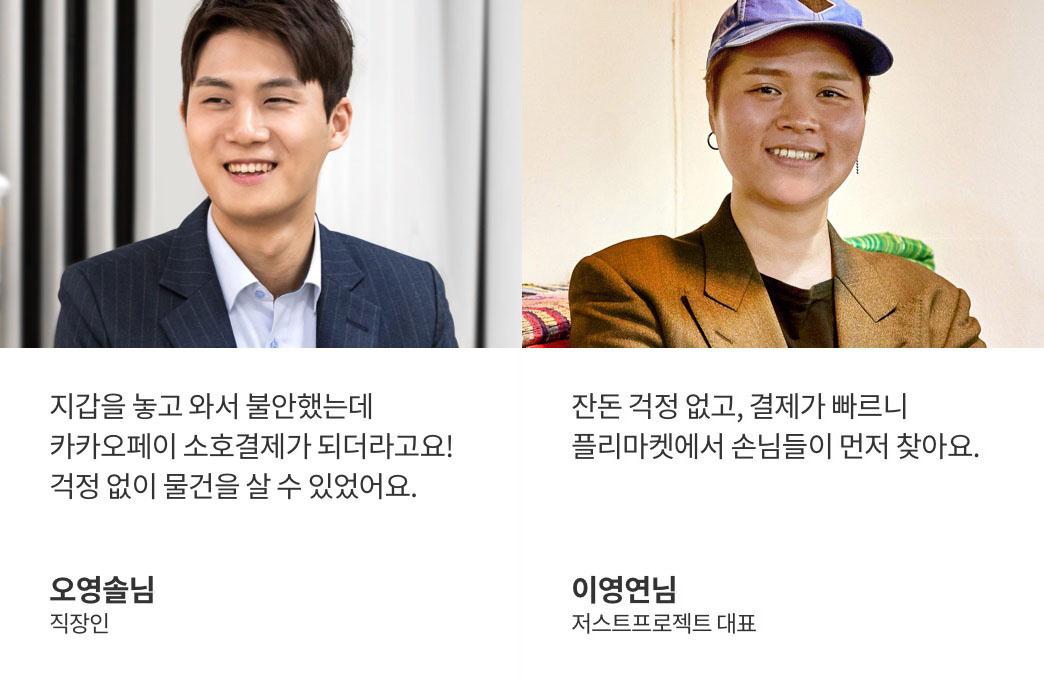 지갑을 놓고 와서 불안했는데
카카오페이 소호결제가 되더라고요!
걱정 없이 물건을 살 수 있었어요.
오영솔님
직장인
잔돈 걱정 없고, 결제가 빠르니
플리마켓에서 손님들이 먼저 찾아요.
이영연님
저스트프로젝트 대표